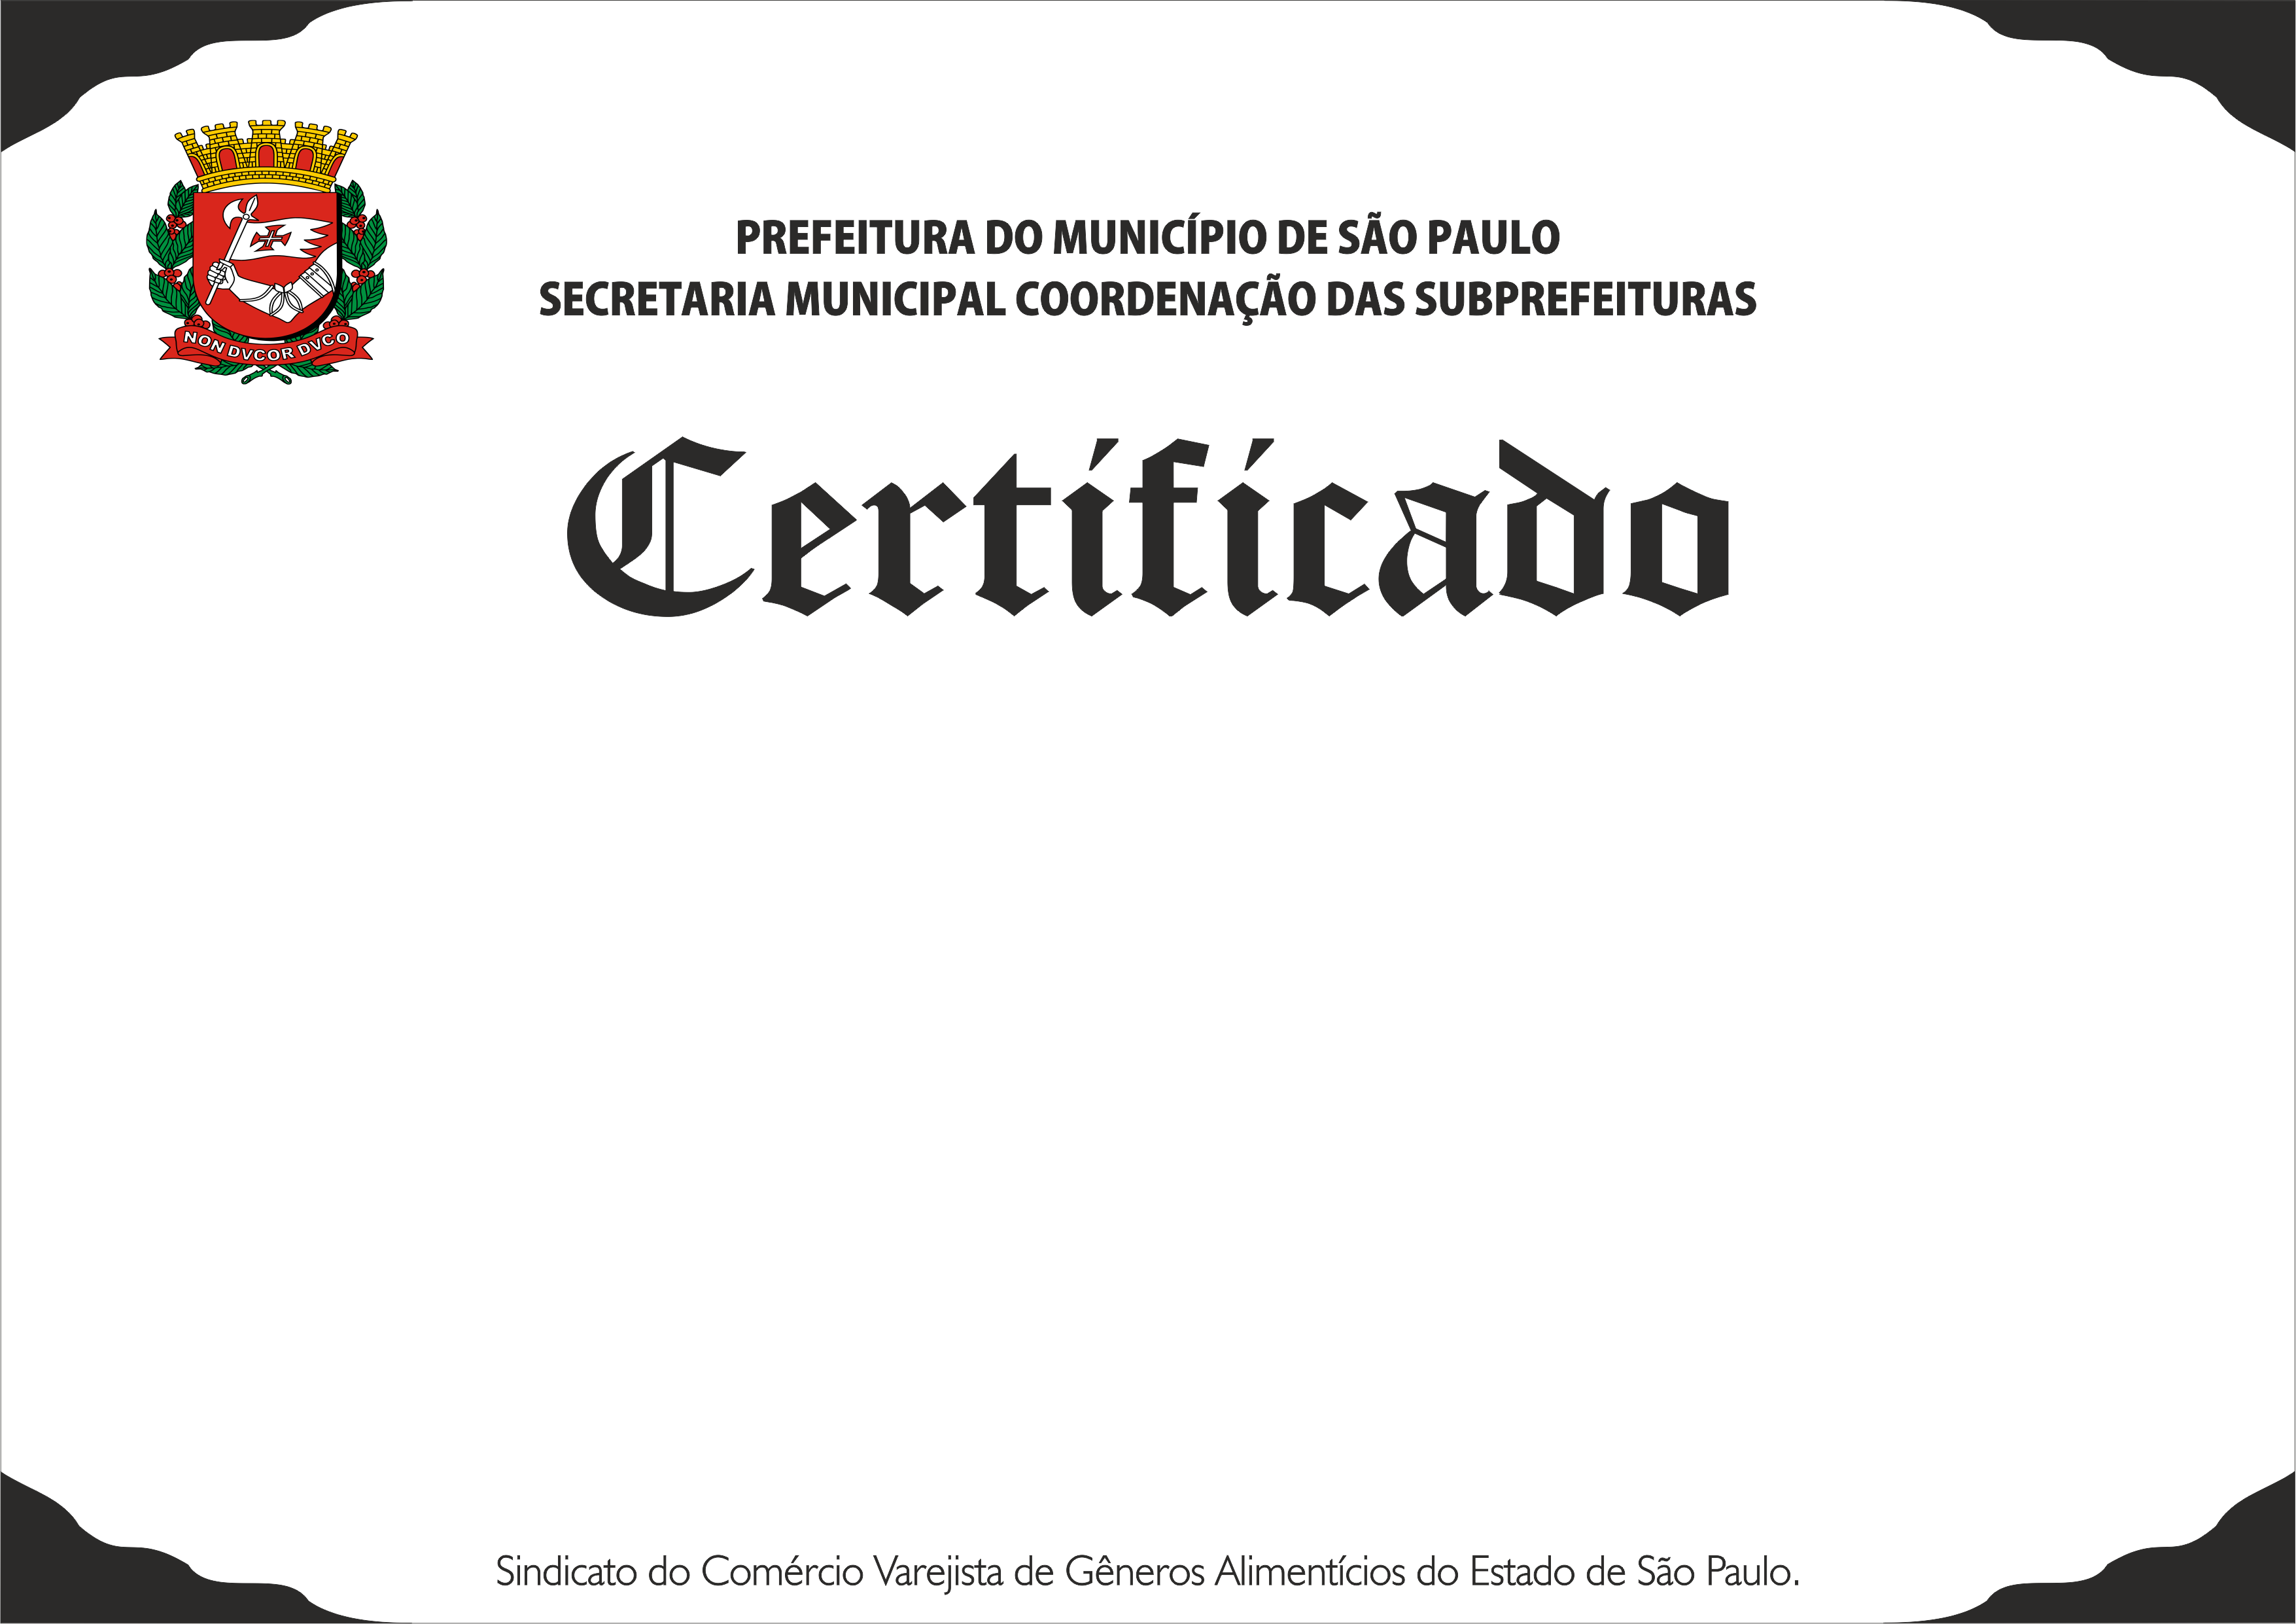 PREFEITURA DO MUNICÍPIO DE SÃO PAULO
SECRETARIA MUNICIPAL COORDENAÇÃO DAS SUBPREFEITURAS
NON DVCOR DVCO
Certificado
Sindicato do Comércio Varejista de Gêneros Alimentícios do Estado de São Paulo.